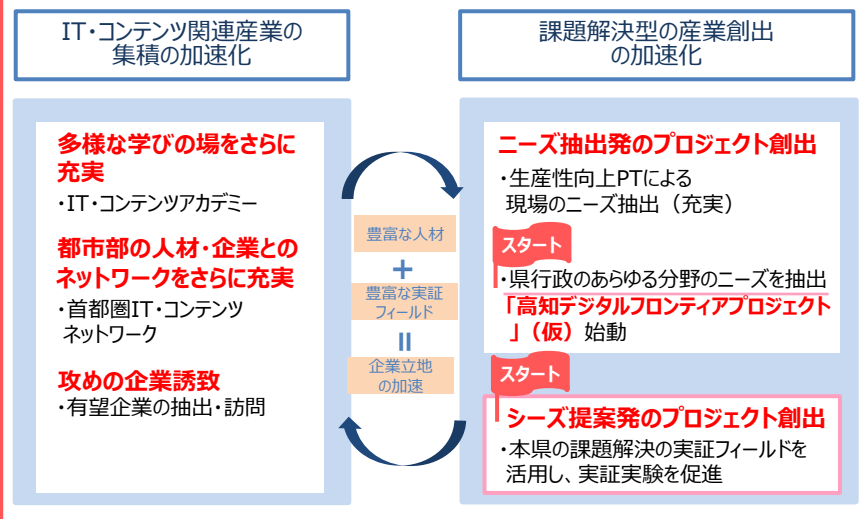 IT・コンテンツ関連産業の
集積の加速化
多様な学びの場をさらに
充実
・IT・コンテンツアカデミー
都市部の人材・企業との
ネットワークをさらに充実
・首都圏IT・コンテンツ
ネットワーク
攻めの企業誘致
・有望企業の抽出・訪問
豊富な人材
＋
豊富な実証
フィールド
＝
企業立地
の加速
課題解決型の産業創出
の加速化
ニーズ抽出発のプロジェクト創出
・生産性向上PTによる
現場のニーズ抽出（充実）
スタート
・県行政のあらゆる分野のニーズを抽出
「高知デジタルフロンティアプロジェクト
」（仮）始動
スタート
シーズ提案発のプロジェクト創出
・本県の課題解決の実証フィールドを
活用し、実証実験を促進